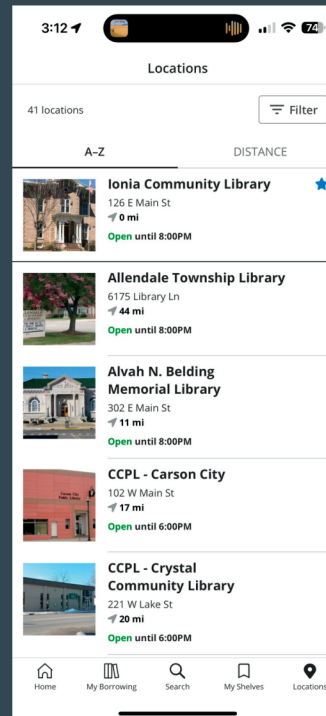 3:12
74
Locations
41 locations
Filter
A–Z
DISTANCE
Ionia Community Library
126 E Main St
0 mi
Open until 8:00PM
Allendale Township Library
6175 Library Ln
44 mi
Open until 8:00PM
Alvah N. Belding
Memorial Library
302 E Main St
11 mi
Open until 8:00PM
CCPL - Carson City
102 W Main St
17 mi
Open until 6:00PM
CCPL - Crystal
Community Library
221 W Lake St
20 mi
Open until 6:00PM
Home
My Borrowing
Search
My Shelves
Locations